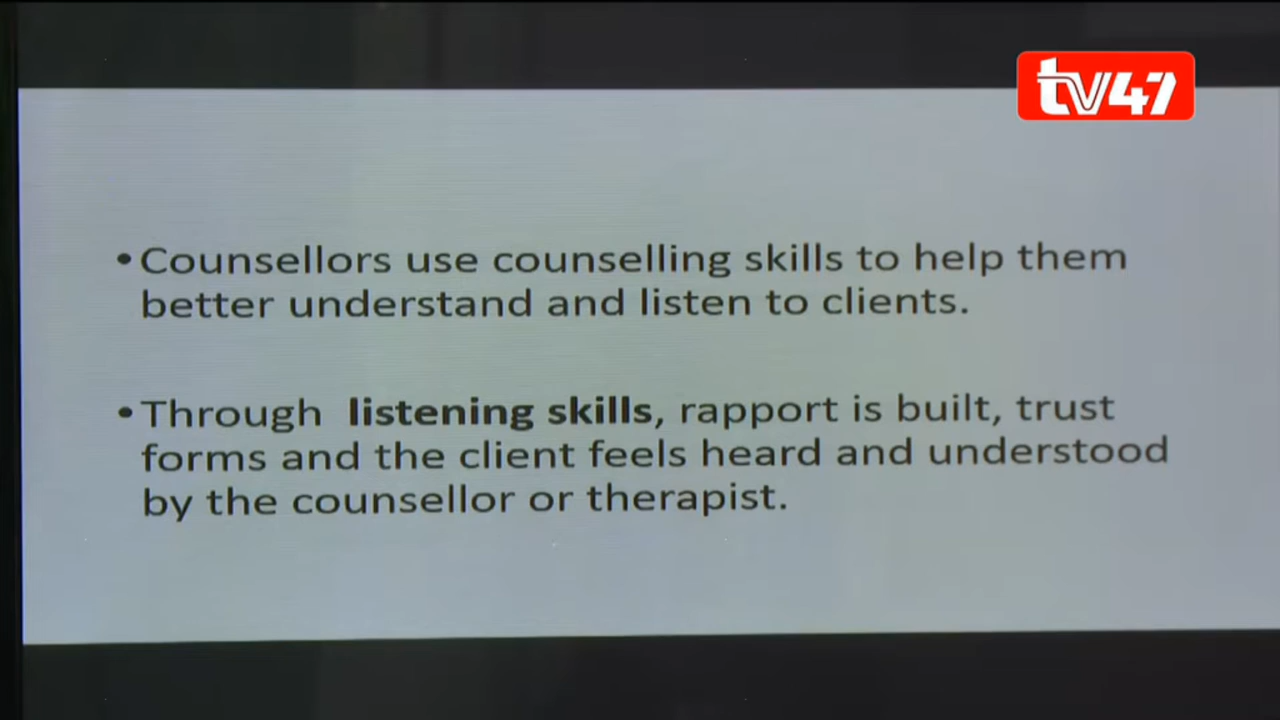 tv47
•Counsellors use counselling skills to help them
better understand and listen to clients.
•Through listening skills, rapport is built, trust
forms and the client feels heard and understood
by the counsellor or therapist.